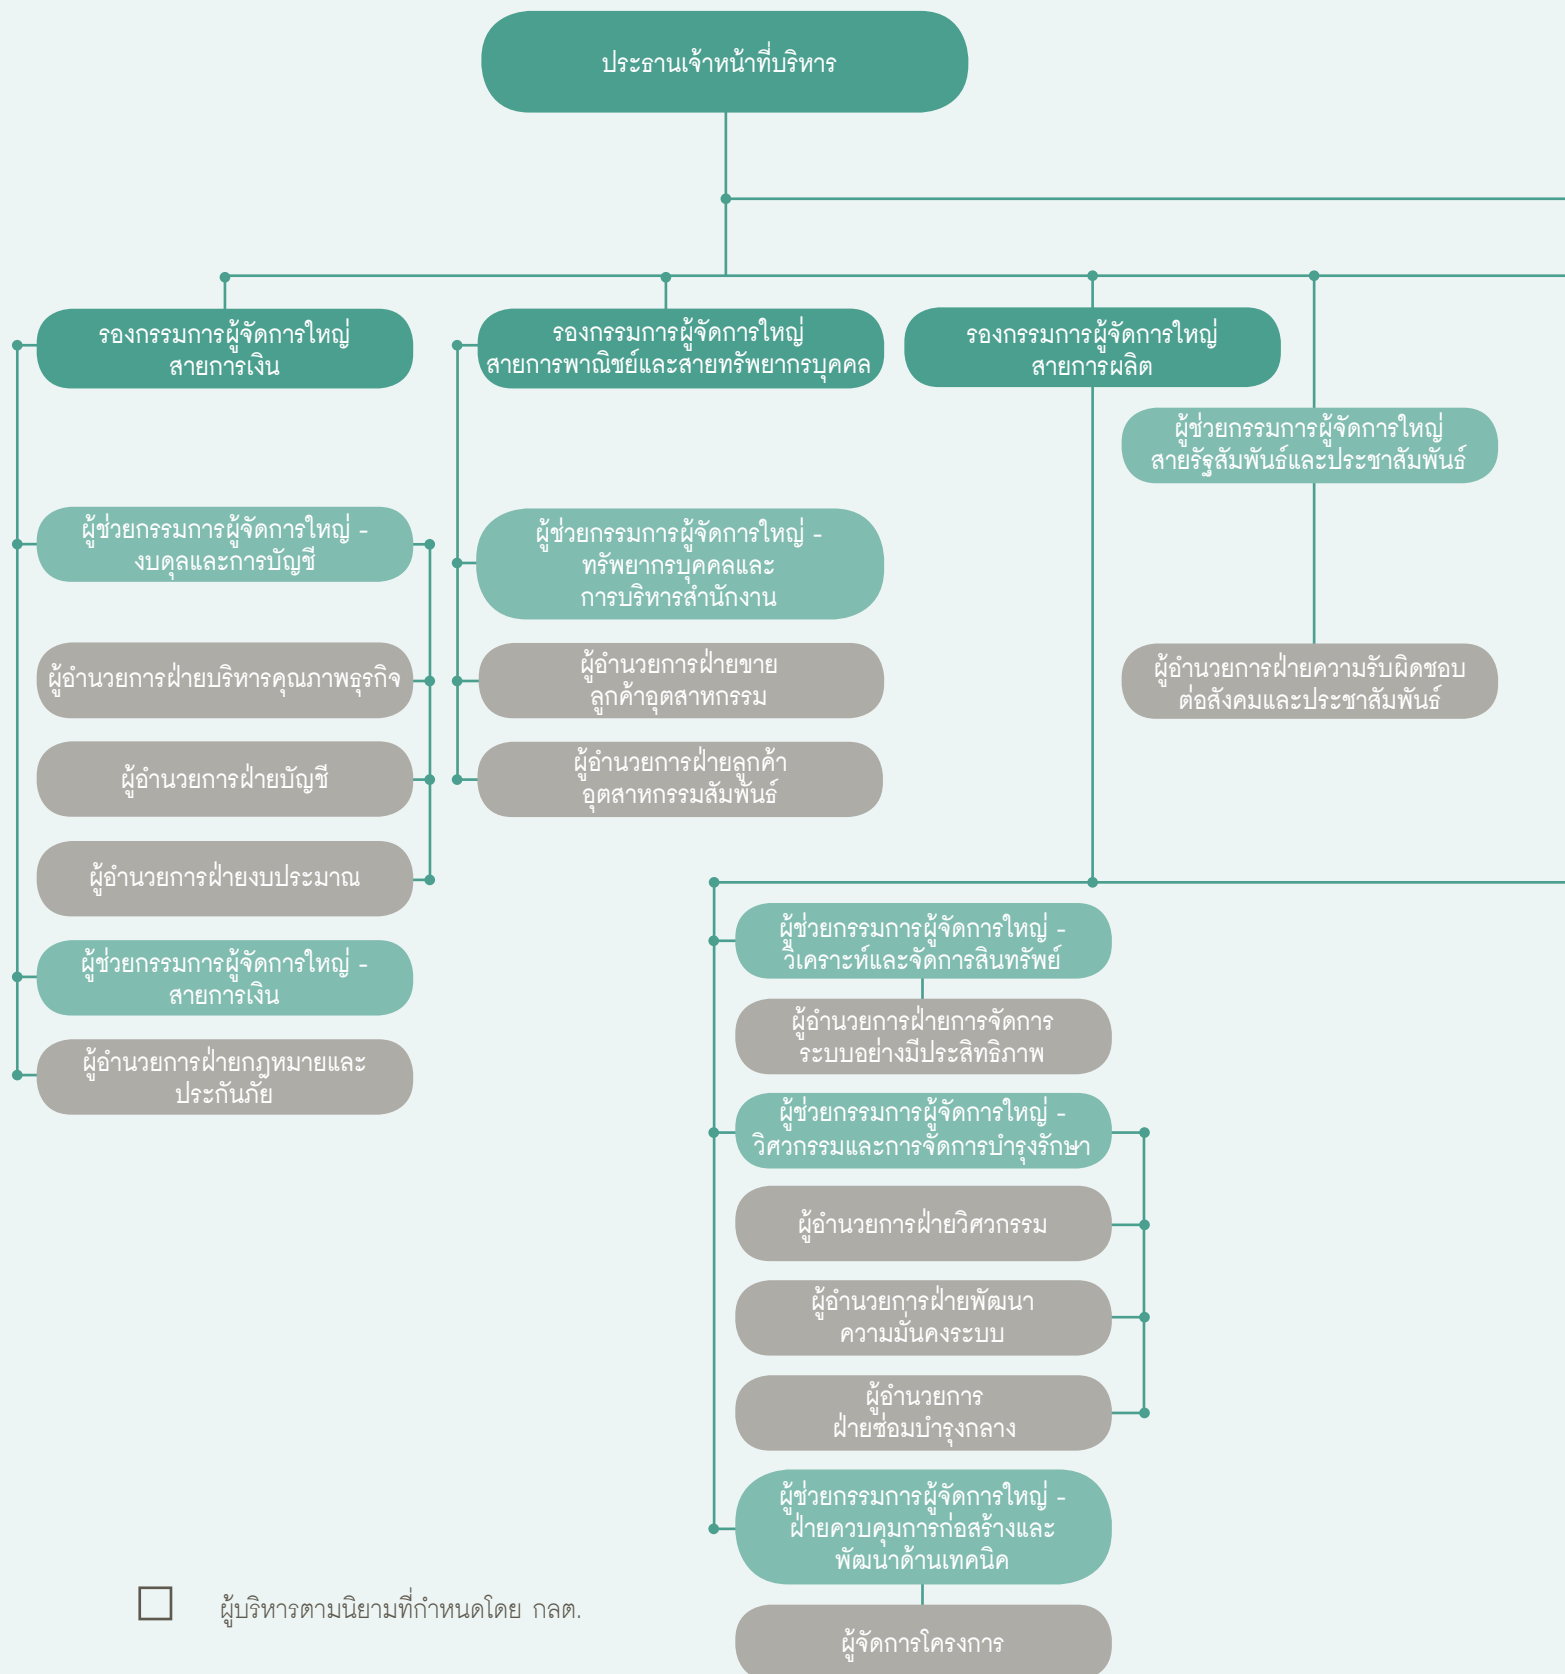 ประธานเจ้าหน้าที่บริหาร
รองกรรมการผู้จัดการใหญ่
สายการเงิน
รองกรรมการผู้จัดการใหญ่
สายการพาณิชย์และสายทรัพยากรบุคคล
รองกรรมการผู้จัดการใหญ่
สายการผลิต
ผู้ช่วยกรรมการผู้จัดการใหญ่
สายรัฐสัมพันธ์และประชาสัมพันธ์
ผู้ช่วยกรรมการผู้จัดการใหญ่ -
งบดุลและการบัญชี
ผู้ช่วยกรรมการผู้จัดการใหญ่ -
ทรัพยากรบุคคลและ
การบริหารสำนักงาน
ผู้อำนวยการฝ่ายบริหารคุณภาพธุรกิจ
ผู้อำนวยการฝ่ายขาย
ลูกค้าอุตสาหกรรม
ผู้อำนวยการฝ่ายความรับผิดชอบ
ต่อสังคมและประชาสัมพันธ์
ผู้อำนวยการฝ่ายบัญชี
ผู้อำนวยการฝ่ายลูกค้า
อุตสาหกรรมสัมพันธ์
ผู้อำนวยการฝ่ายงบประมาณ
ผู้ช่วยกรรมการผู้จัดการใหญ่ -
สายการเงิน
ผู้อำนวยการฝ่ายกฎหมายและ
ประกันภัย
ผู้ช่วยกรรมการผู้จัดการใหญ่ -
วิเคราะห์และจัดการสินทรัพย์
ผู้อำนวยการฝ่ายการจัดการ
ระบบอย่างมีประสิทธิภาพ
ผู้ช่วยกรรมการผู้จัดการใหญ่ -
วิศวกรรมและการจัดการบำรุงรักษา
ผู้อำนวยการฝ่ายวิศวกรรม
ผู้อำนวยการฝ่ายพัฒนา
ความมั่นคงระบบ
ผู้อำนวยการ
ฝ่ายซ่อมบำรุงกลาง
ผู้ช่วยกรรมการผู้จัดการใหญ่ -
ฝ่ายควบคุมการก่อสร้างและ
พัฒนาด้านเทคนิค
ผู้จัดการโครงการ
ผู้บริหารตามนิยามที่กำหนดโดย กลต.